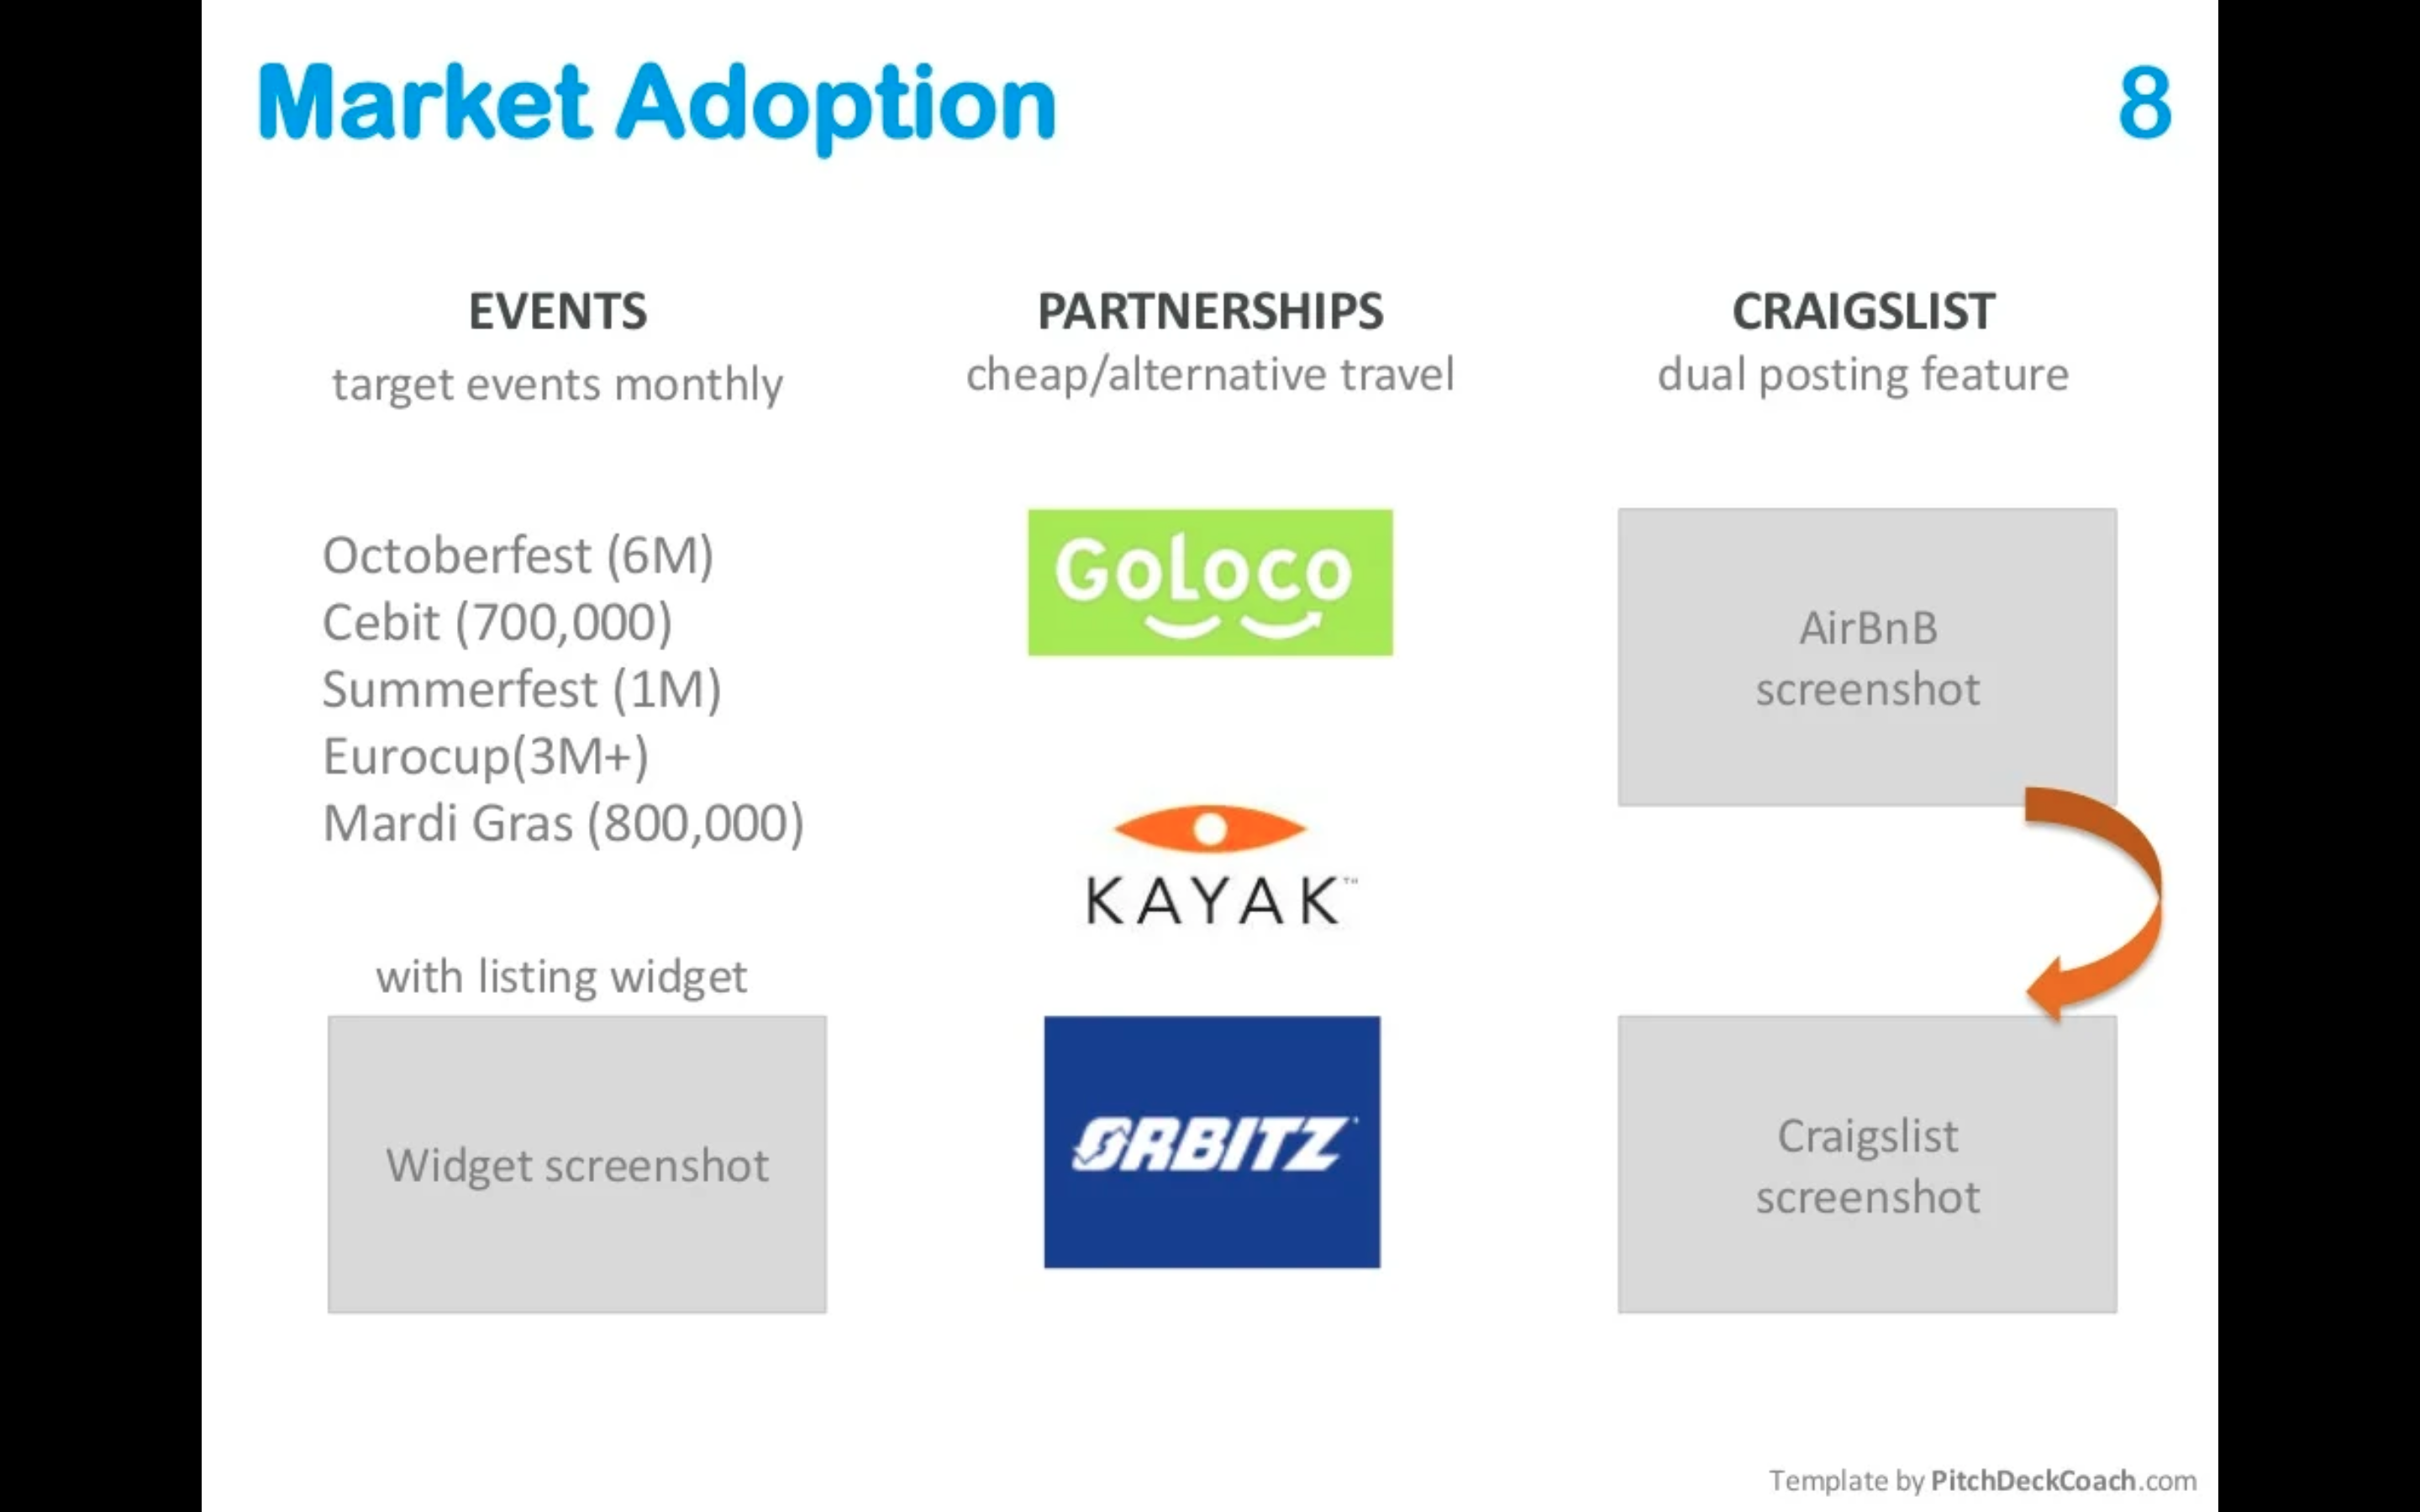 Market Adoption
8
EVENTS
target events monthly
Octoberfest (6M)
Cebit (700,000)
Summerfest (1M)
Eurocup(3M+)
Mardi Gras (800,000)
with listing widget
Widget screenshot
PARTNERSHIPS
cheap/alternative travel
GoLoco
KAYAK™
ORBITZ
CRAIGSLIST
dual posting feature
AirBnB
screenshot
Craigslist
screenshot
Template by PitchDeckCoach.com